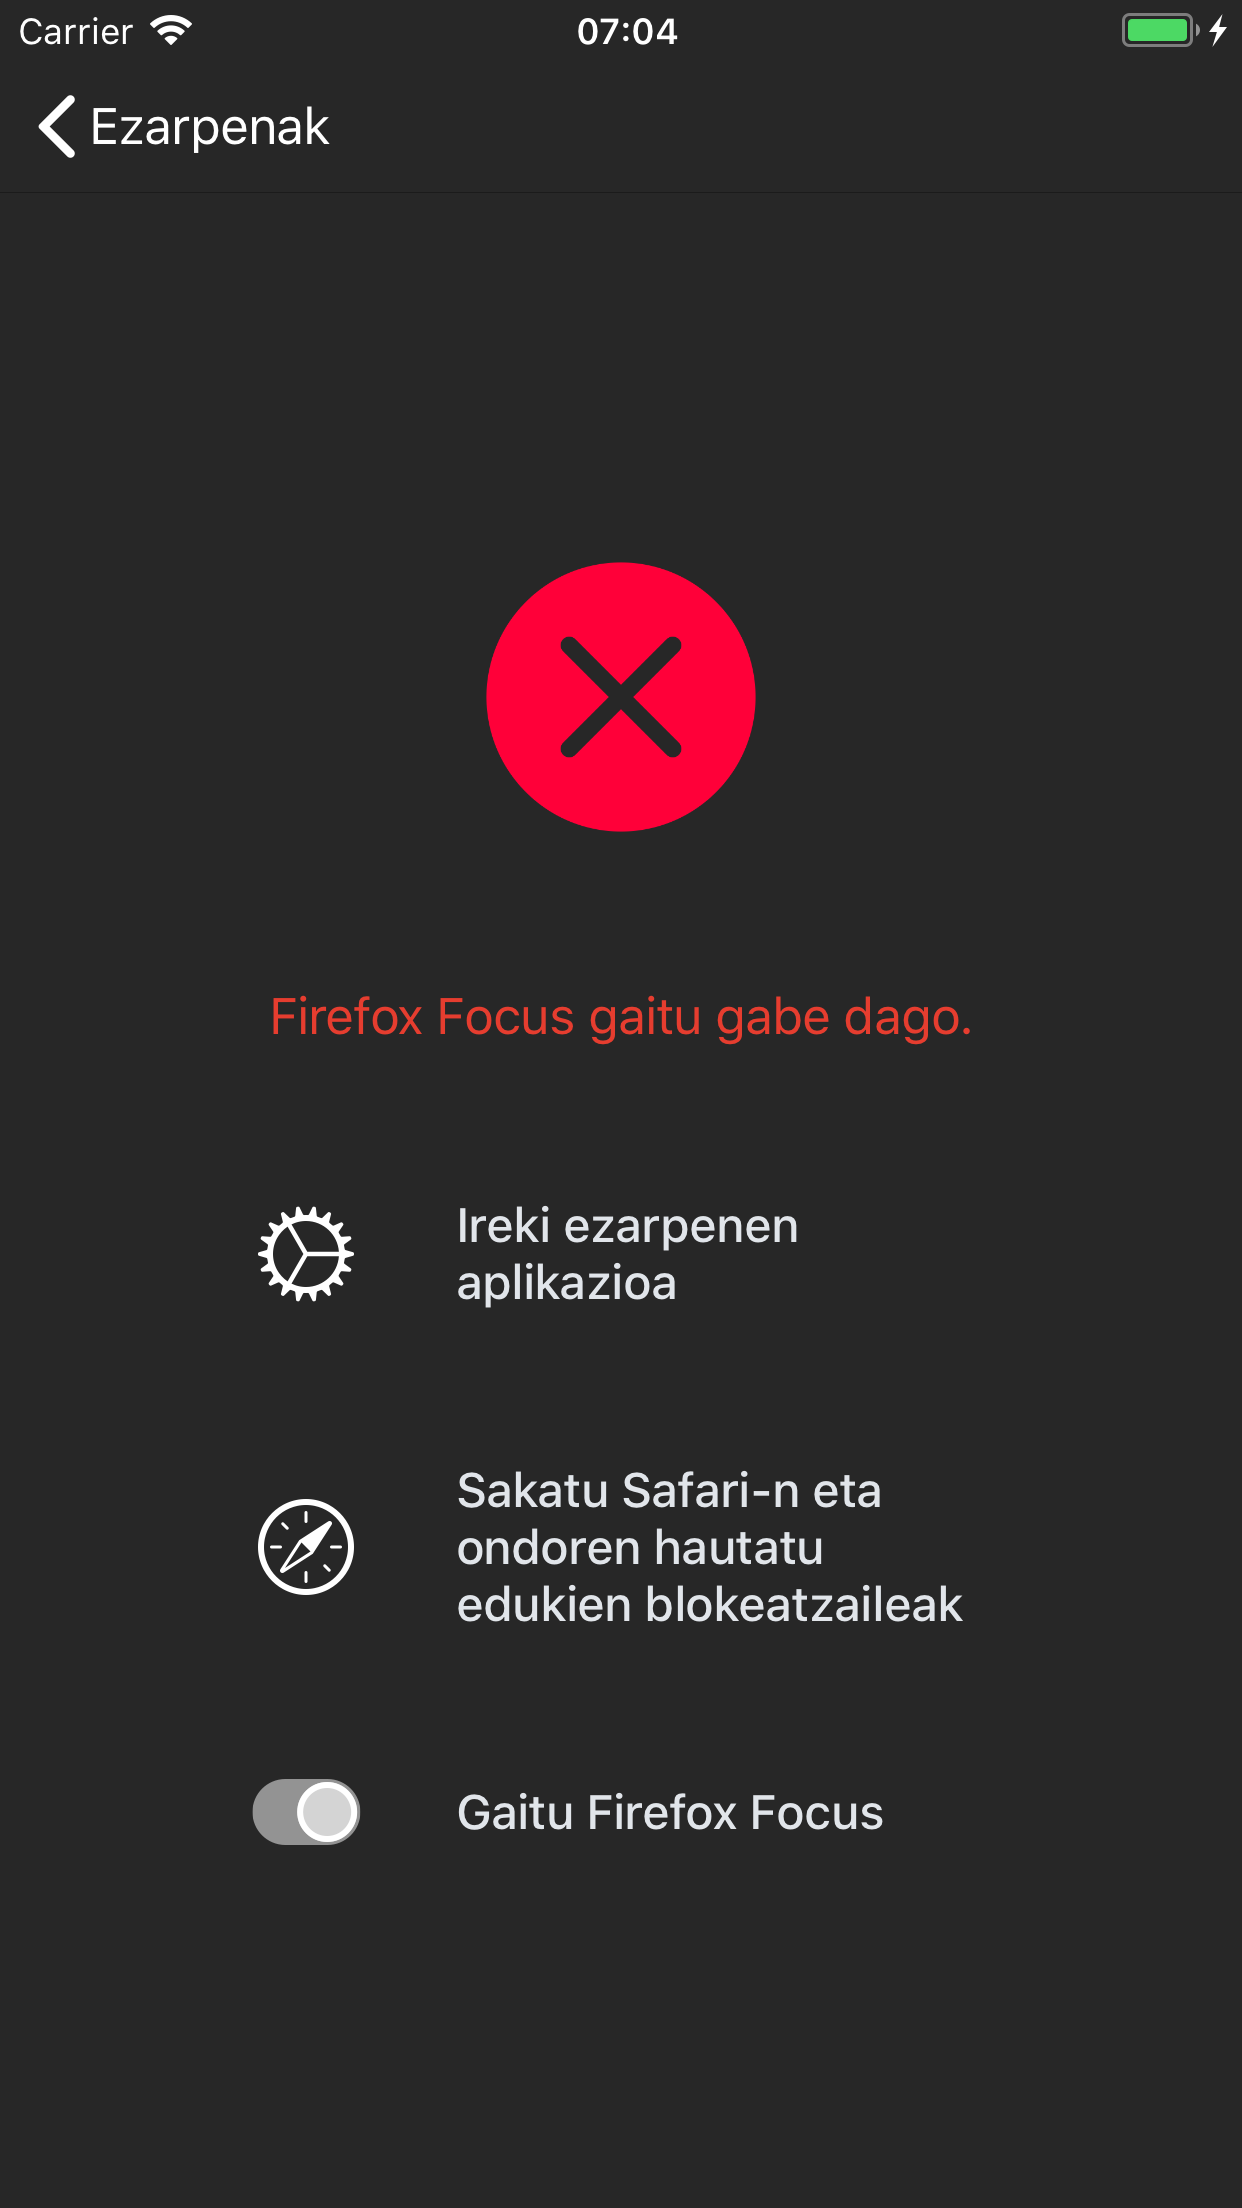 Carrier
07:04
Ezarpenak
Firefox Focus gaitu gabe dago.
Ireki ezarpenen
aplikazioa
Sakatu Safari-n eta
ondoren hautatu
edukien blokeatzaileak
Gaitu Firefox Focus